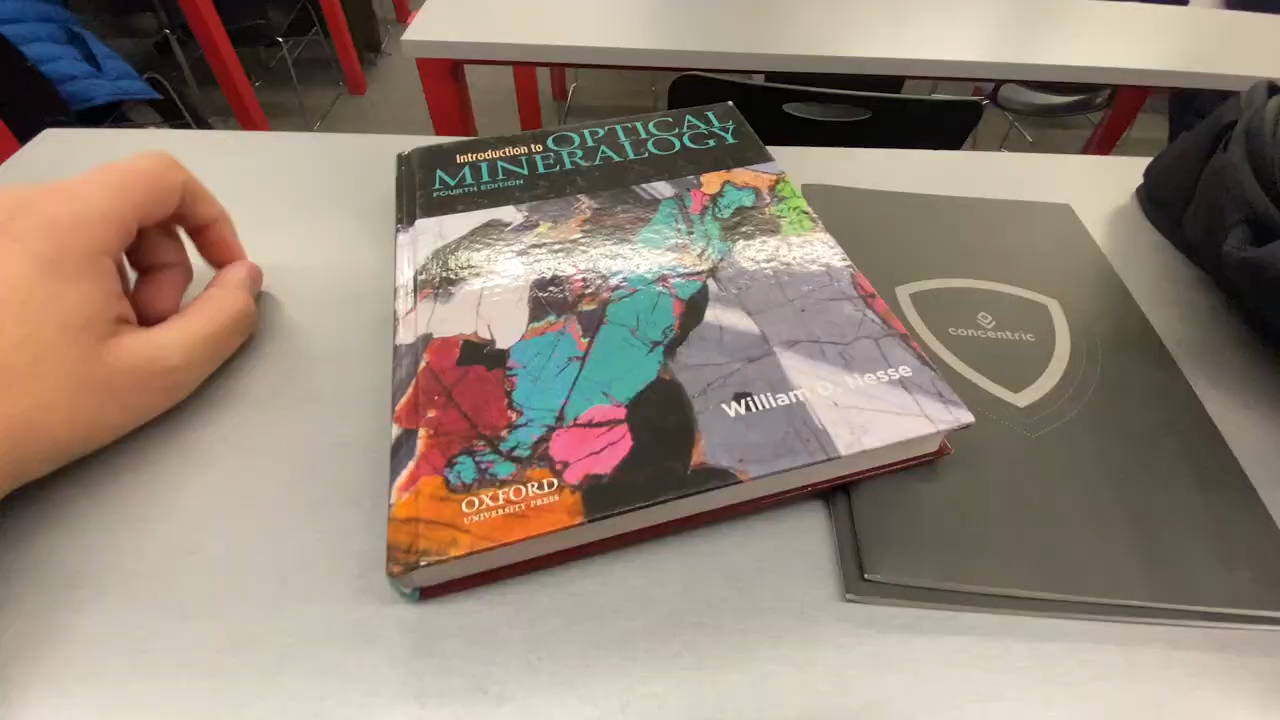 Introduction to OPTICAL
MINERALOGY
FOURTH EDITION
William D. Nesse
OXFORD
UNIVERSITY PRESS
concentric